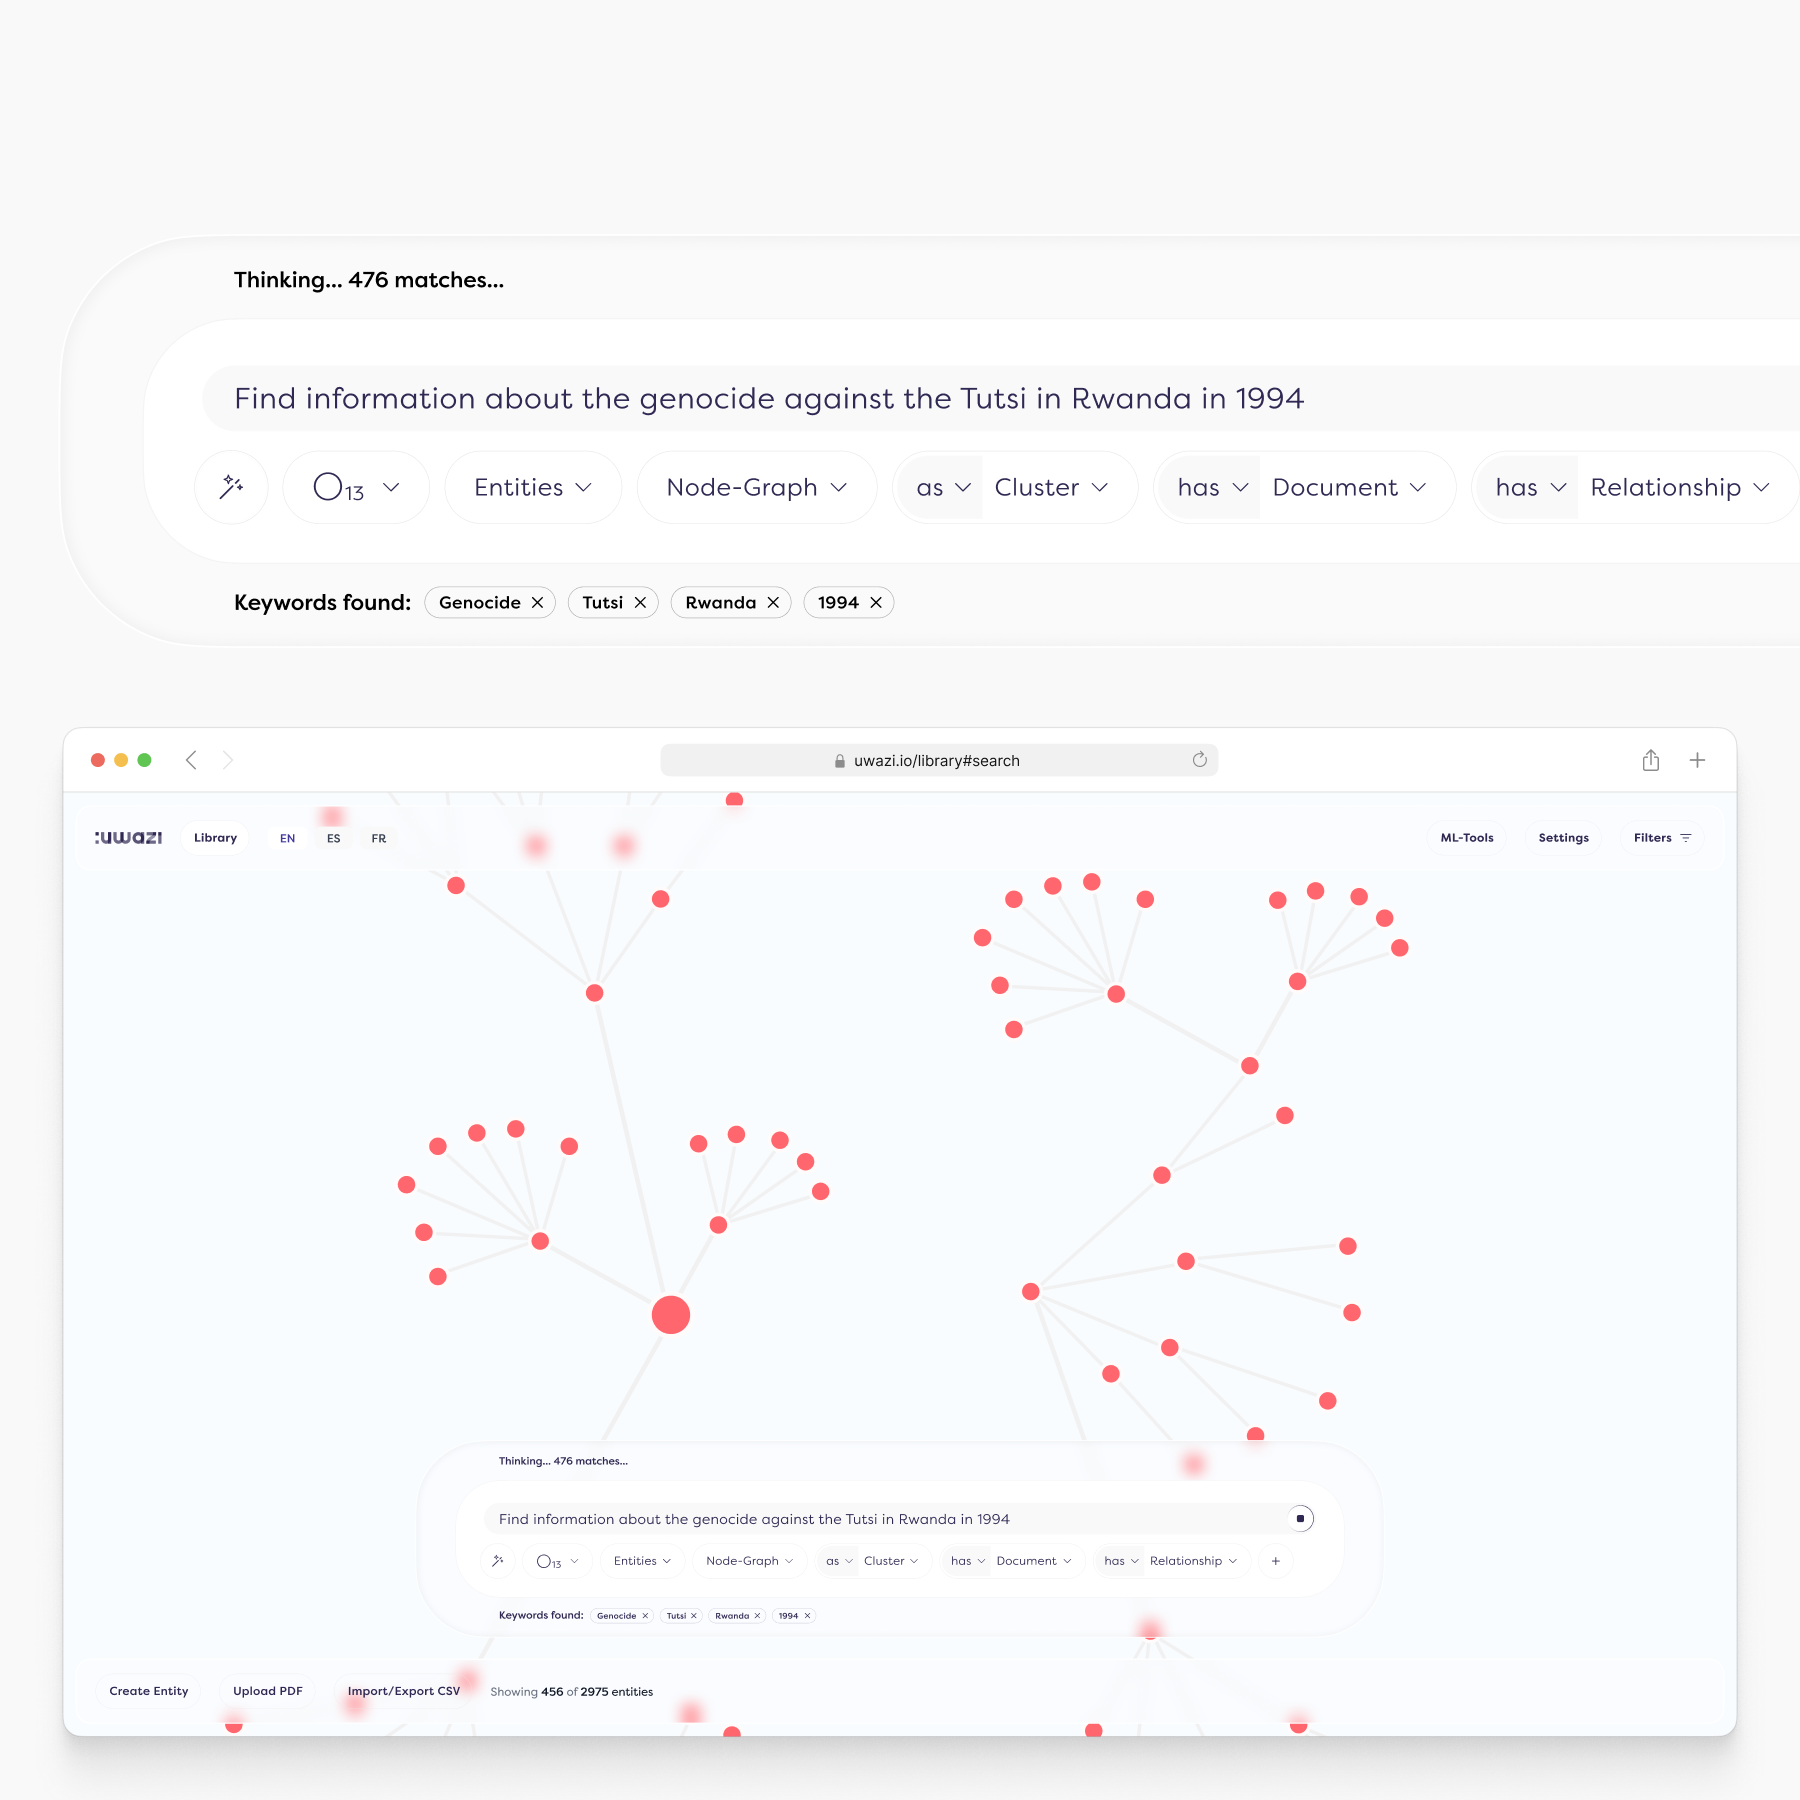 Thinking... 476 matches...
Find information about the genocide against the Tutsi in Rwanda in 1994
13 Entities Node-Graph as Cluster has Document has Relationship
Keywords found: Genocide Tutsi Rwanda 1994
uwazi.io/library#search
:uwazi Library EN ES FR ML-Tools Settings Filters
Thinking... 476 matches...
Find information about the genocide against the Tutsi in Rwanda in 1994
13 Entities Node-Graph as Cluster has Document has Relationship +
Keywords found: Genocide Tutsi Rwanda 1994
Create Entity Upload PDF Import/Export CSV Showing 456 of 2975 entities